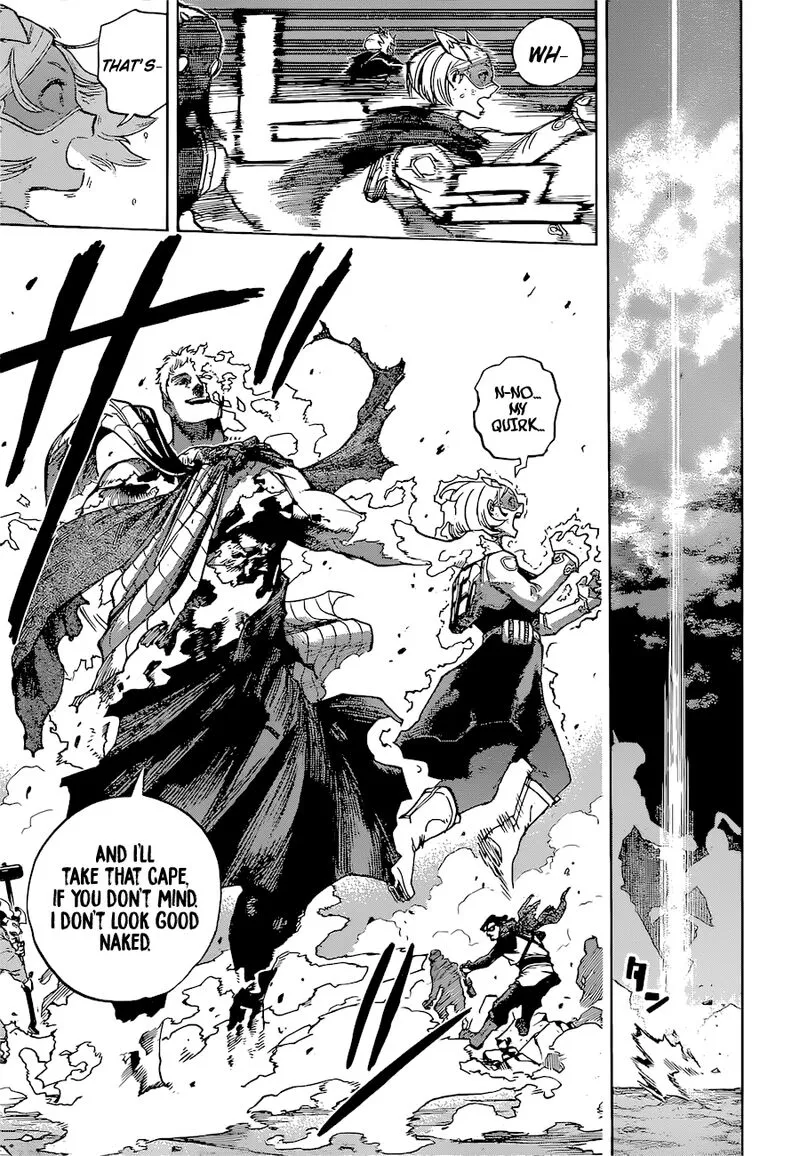 タン
WH-
THAT'S-
N-NO...
MY
QUIRK...
AND I'LL
TAKE THAT CAPE,
IF YOU DON'T MIND.
I DON'T LOOK GOOD
NAKED.